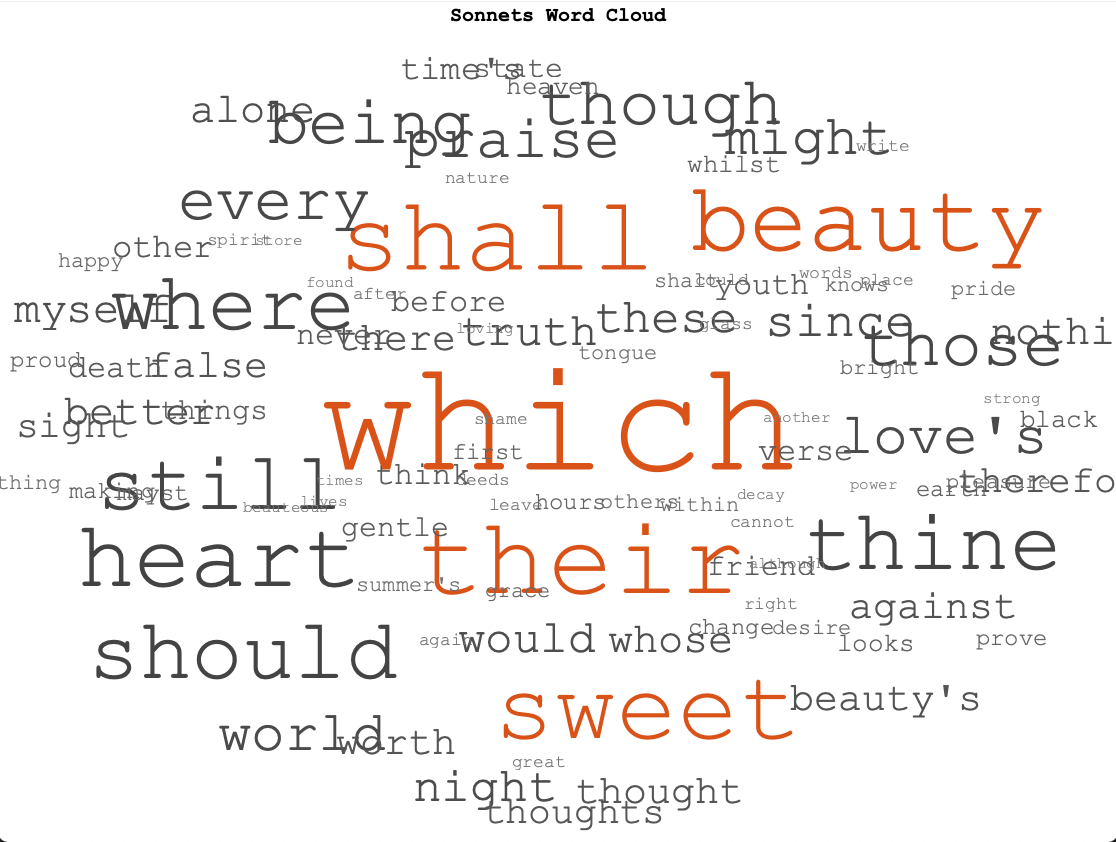 Sonnets Word Cloud
time's state
heaven
alone being though
praise might write
whilst
nature
every
shall beauty
other spirit store
happy
found after shalt could youth words knows place
myself where before pride
never there loving truth these glass since those nothi
tongue
proud death false bright
better things strong
sight which shame another love's black
first verse
thing making mayst still times think deeds power earth pleasure therefo
beauteous lives leave hours others within decay
gentle cannot
heart their friend although thine
summer's grace
right against
change desire
should again would whose looks prove
sweet beauty's
world worth
great
night thought
thoughts